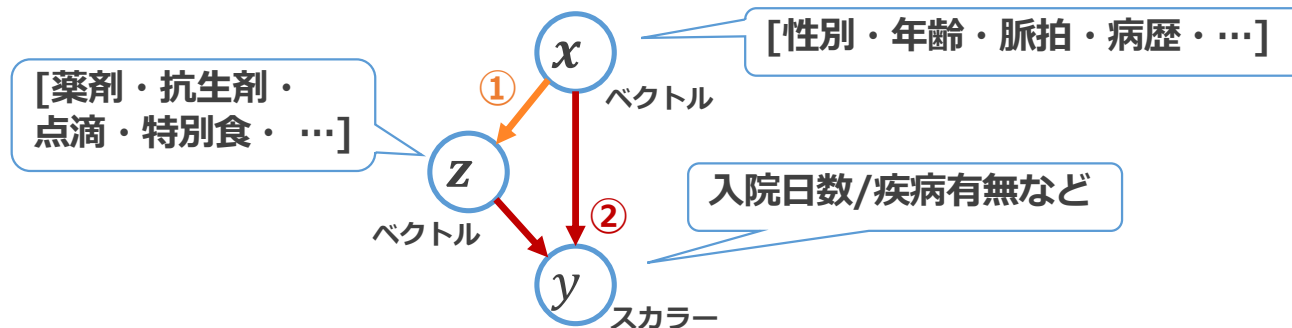 [性別・年齢・脈拍・病歴・…]
x
ベクトル
①
[薬剤・抗生剤・
点滴・特別食・ …]
z
ベクトル
②
入院日数/疾病有無など
y
スカラー